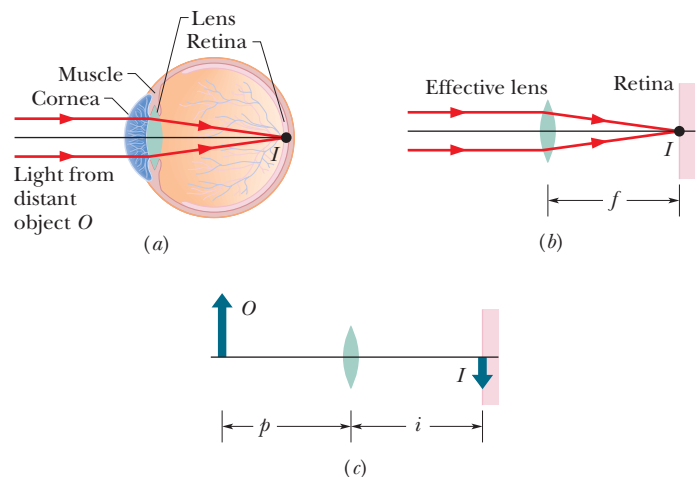 Lens
Retina
Muscle
Cornea
I
Light from
distant
object O
(a)
Effective lens
Retina
I
f
(b)
O
I
p
i
(c)